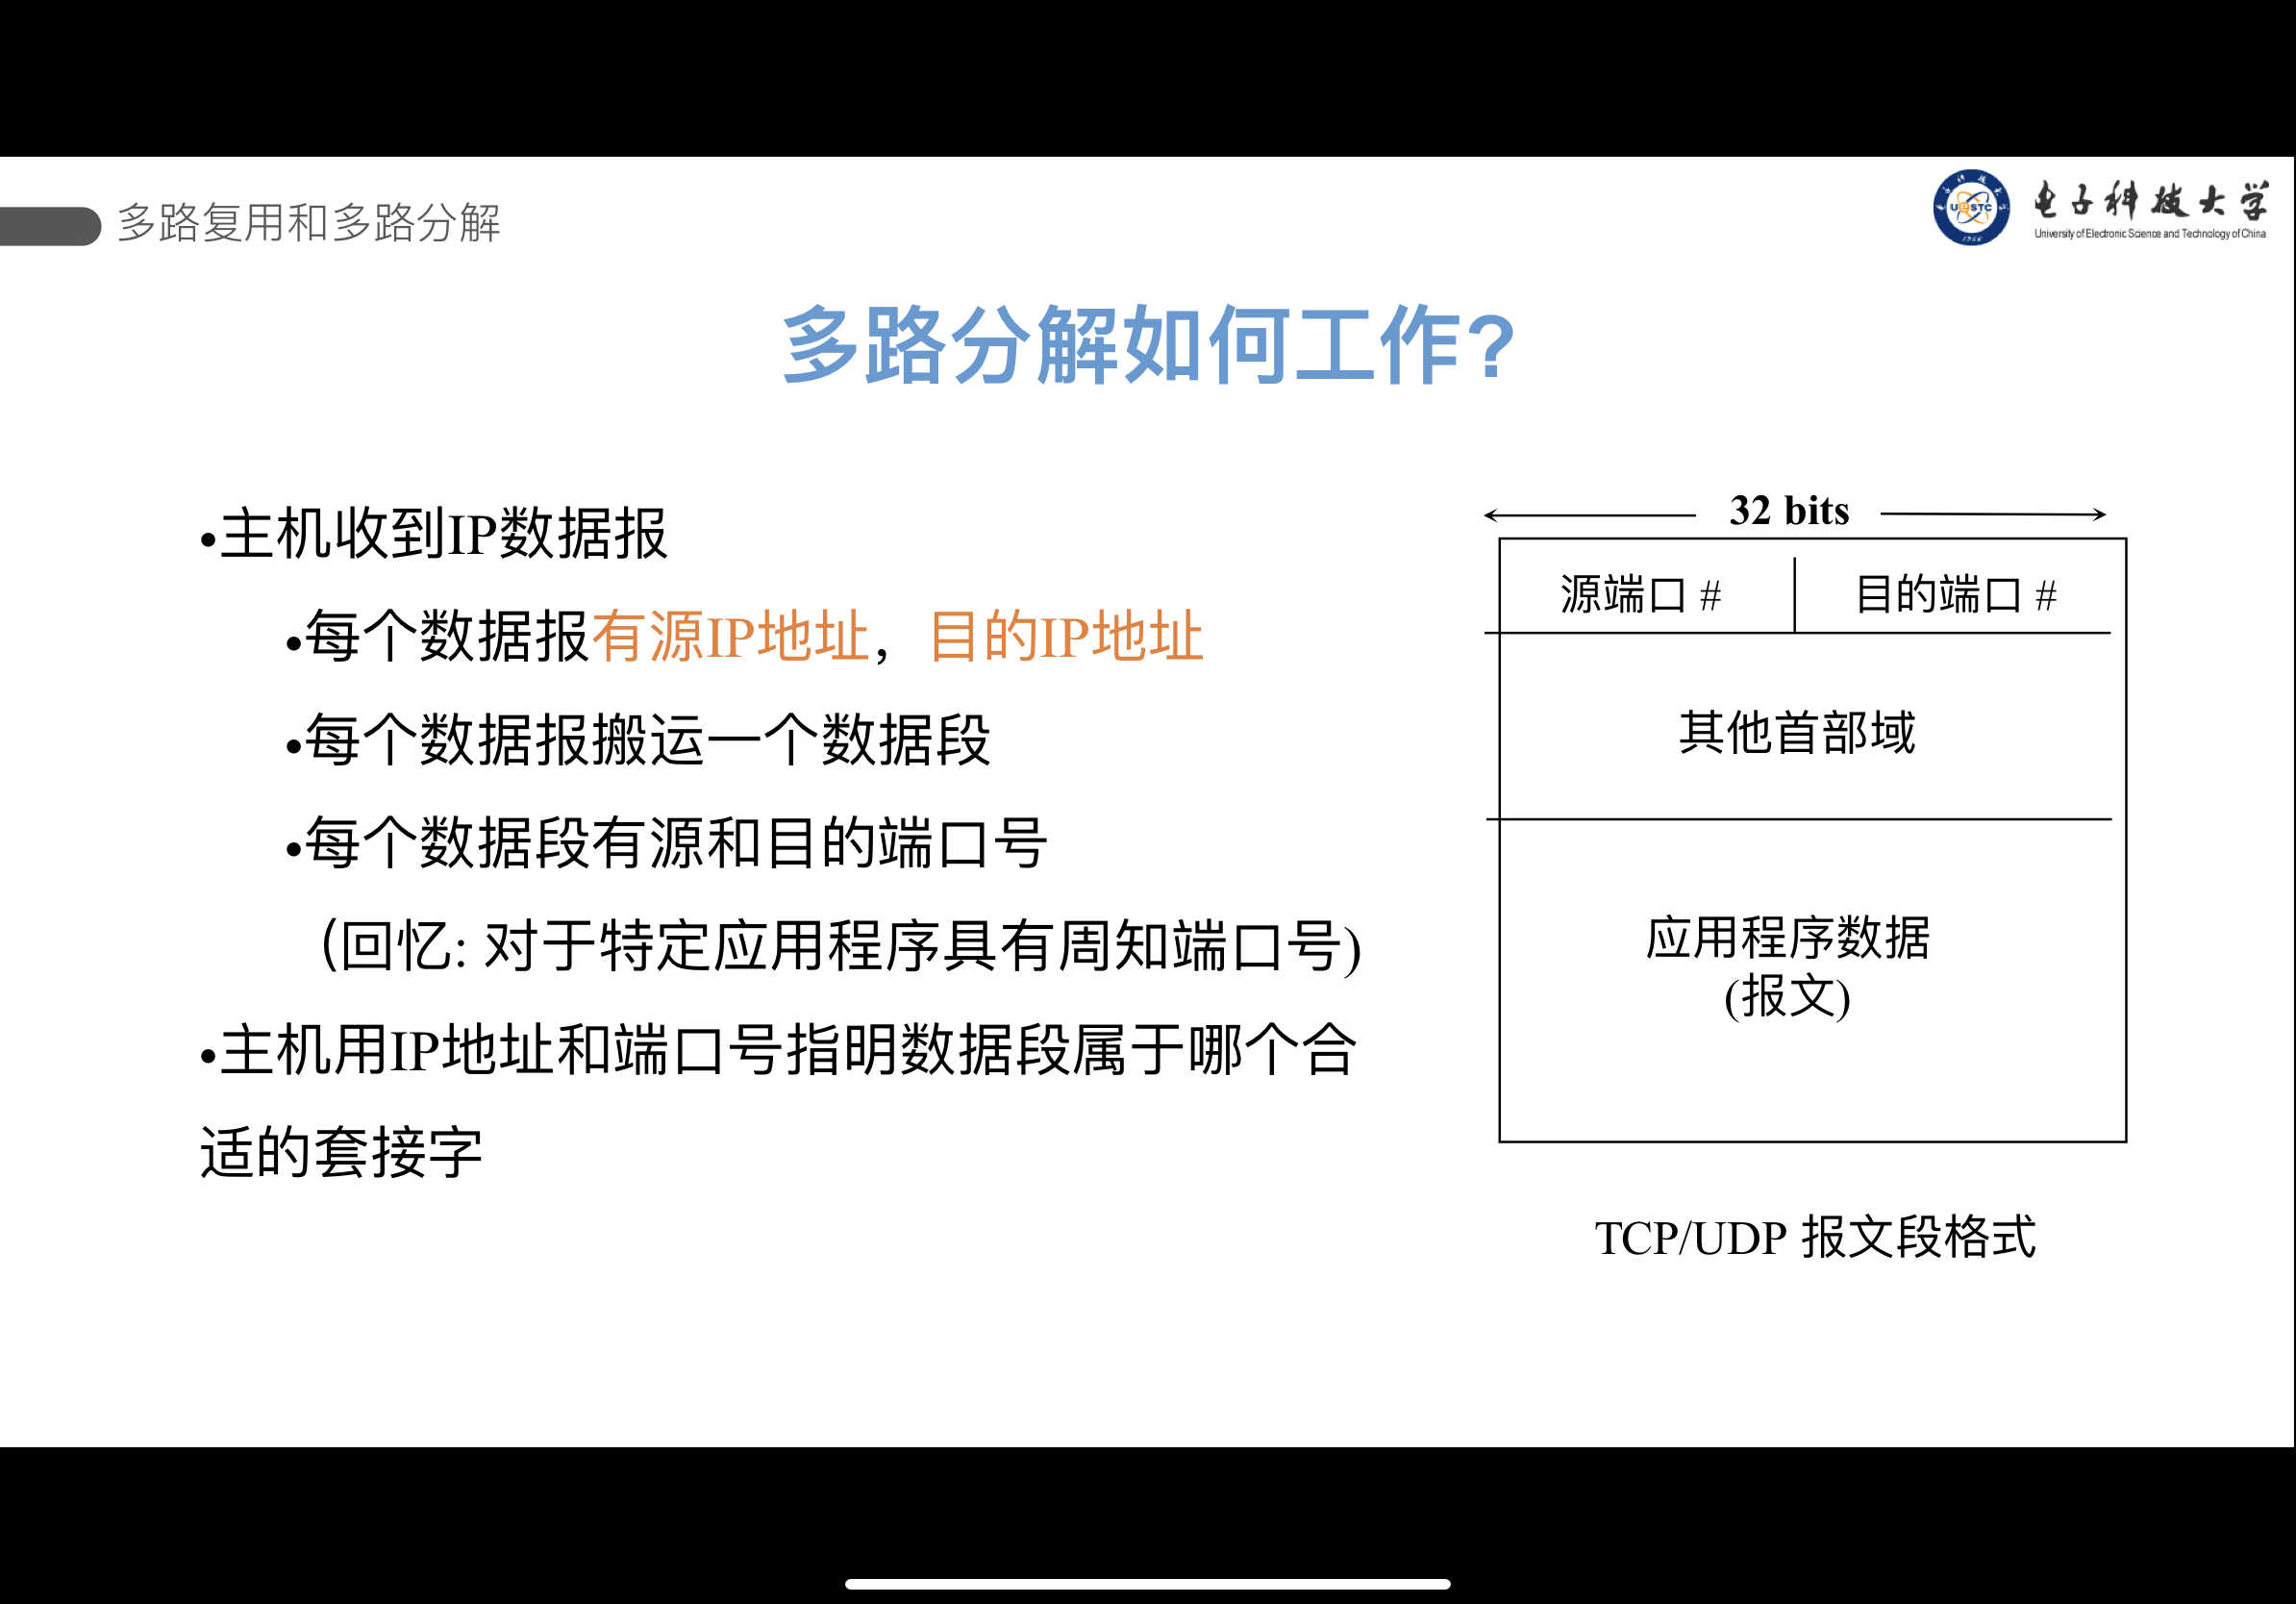 多路复用和多路分解
UeSTC
1956
电子科技大学
University of Electronic Science and Technology of China
多路分解如何工作?
•主机收到IP数据报
•每个数据报有源IP地址，目的IP地址
•每个数据报搬运一个数据段
•每个数据段有源和目的端口号
(回忆: 对于特定应用程序具有周知端口号)
•主机用IP地址和端口号指明数据段属于哪个合
适的套接字
32 bits
源端口 #
目的端口 #
其他首部域
应用程序数据
(报文)
TCP/UDP 报文段格式